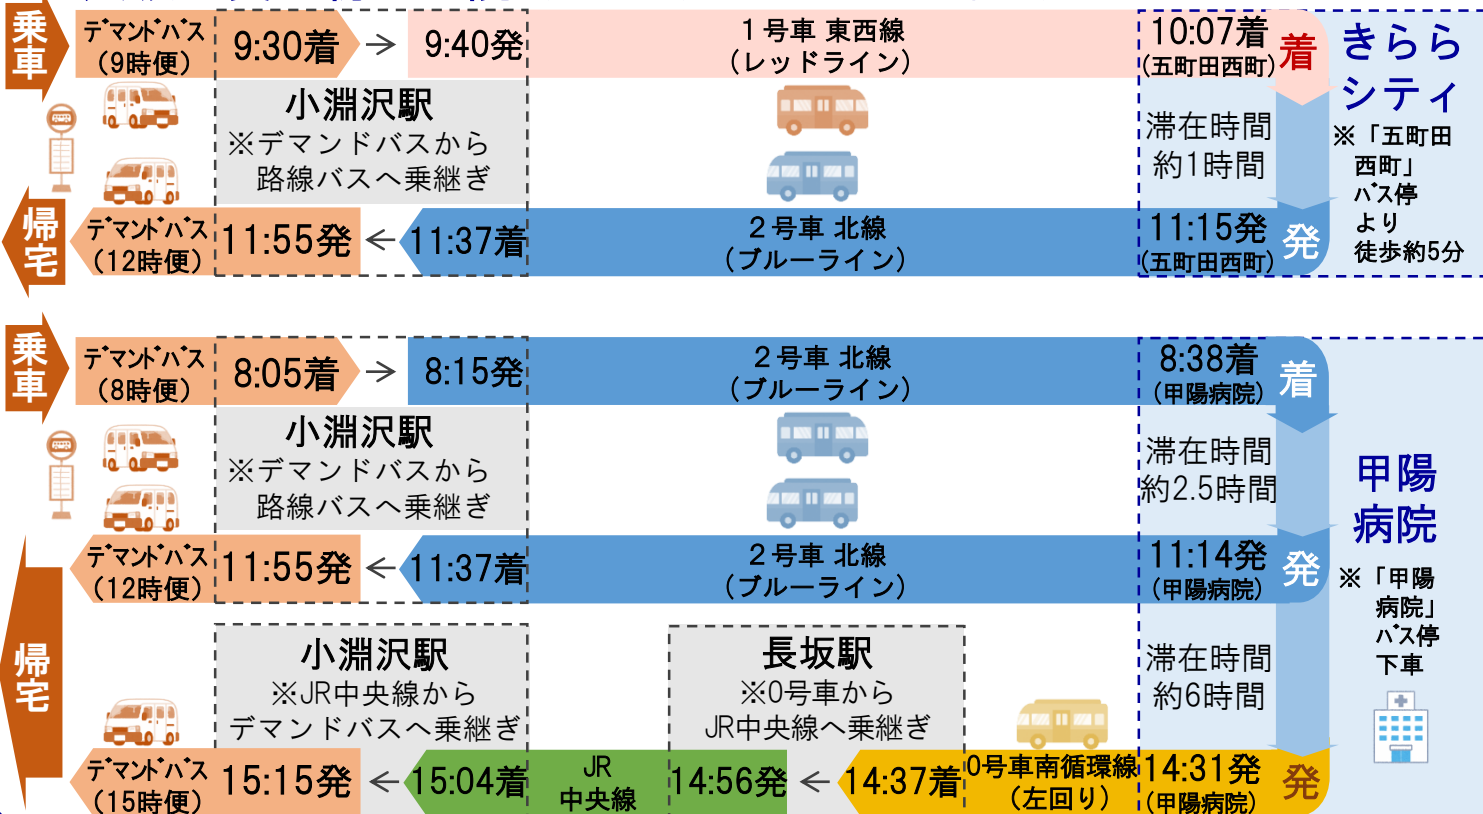 乗車
デマンドバス
(9時便)
9:30着
→
9:40発
1号車 東西線
(レッドライン)
10:07着
(五町田西町)
着
きらら
シティ
※「五町田
西町」
バス停
より
徒歩約5分
小淵沢駅
※デマンドバスから
路線バスへ乗継ぎ
滞在時間
約1時間
帰宅
デマンドバス
(12時便)
11:55発
←
11:37着
2号車 北線
(ブルーライン)
11:15発
(五町田西町)
発
乗車
デマンドバス
(8時便)
8:05着
→
8:15発
2号車 北線
(ブルーライン)
8:38着
(甲陽病院)
着
小淵沢駅
※デマンドバスから
路線バスへ乗継ぎ
滞在時間
約2.5時間
甲陽
病院
※「甲陽
病院」
バス停
下車
デマンドバス
(12時便)
11:55発
←
11:37着
2号車 北線
(ブルーライン)
11:14発
(甲陽病院)
発
帰宅
小淵沢駅
※JR中央線から
デマンドバスへ乗継ぎ
長坂駅
※0号車から
JR中央線へ乗継ぎ
滞在時間
約6時間
デマンドバス
(15時便)
15:15発
←
15:04着
JR
中央線
14:56発
←
14:37着
0号車南循環線
(左回り)
14:31発
(甲陽病院)
発